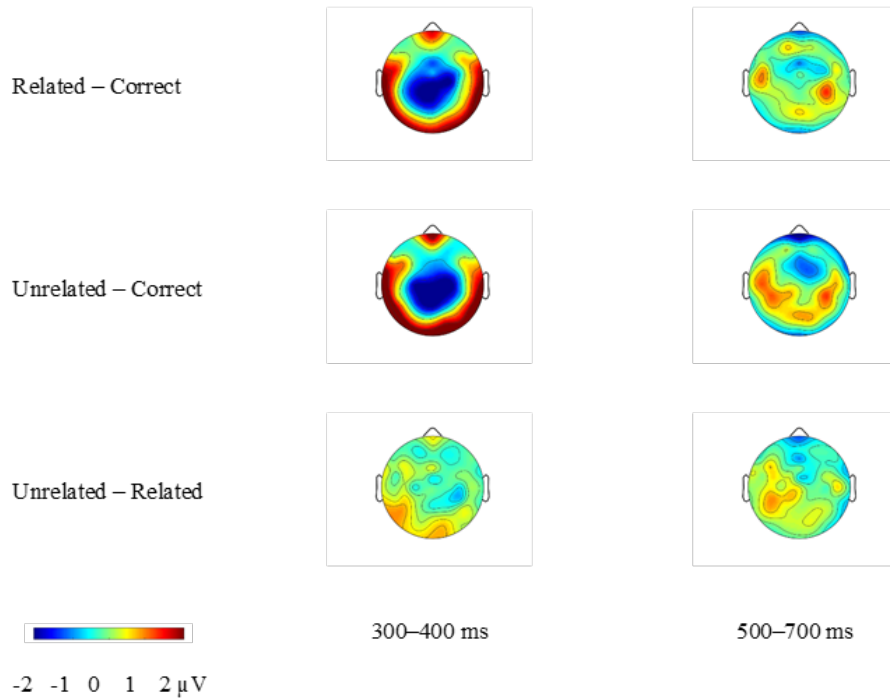 Related – Correct
Unrelated – Correct
Unrelated – Related
300–400 ms
500–700 ms
-2 -1 0 1 2 µV